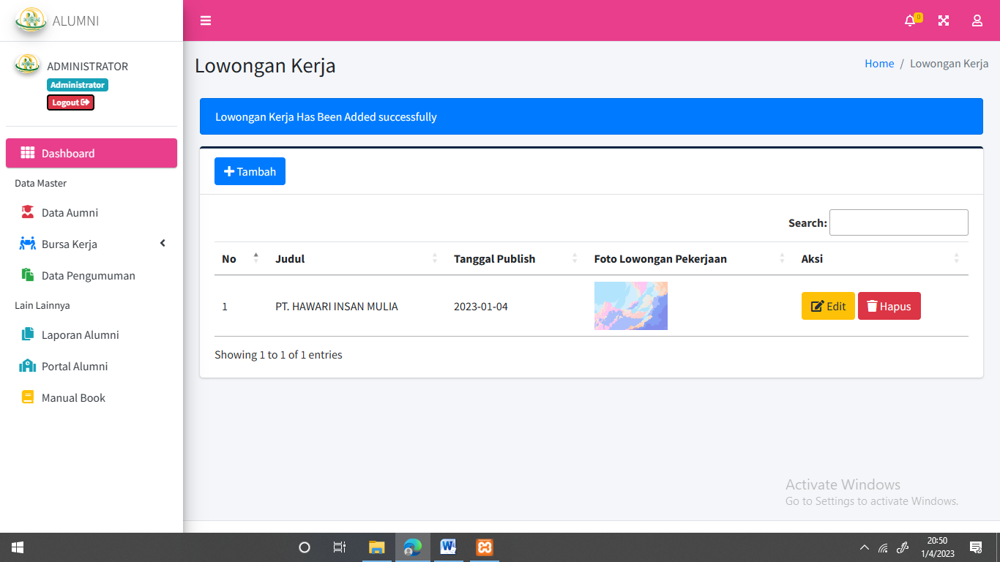 ALUMNI
0
ADMINISTRATOR
Administrator
Logout
Dashboard
Data Master
Data Aumni
Bursa Kerja
Data Pengumuman
Lain Lainnya
Laporan Alumni
Portal Alumni
Manual Book
Lowongan Kerja
Home / Lowongan Kerja
Lowongan Kerja Has Been Added successfully
Tambah
Search:
No Judul Tanggal Publish Foto Lowongan Pekerjaan Aksi
1 PT. HAWARI INSAN MULIA 2023-01-04 Edit Hapus
Showing 1 to 1 of 1 entries
Activate Windows
Go to Settings to activate Windows.
20:50
1/4/2023